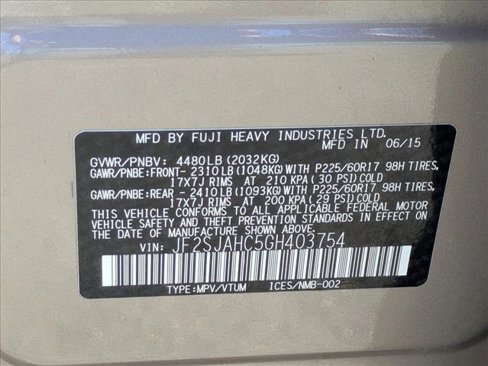 MFD BY FUJI HEAVY INDUSTRIES LTD.
MFD IN 06/15
GVWR/PNBV: 4480LB (2032KG)
GAWR/PNBE:FRONT- 2310LB(1048KG) WITH P225/60R17 98H TIRES,
17X7J RIMS AT 210 KPA( 30 PSI)COLD
GAWR/PNBE:REAR - 2410LB(1093KG)WITH P225/60R17 98H TIRES,
17X7J RIMS AT 200 KPA( 29 PSI)COLD
THIS VEHICLE CONFORMS TO ALL APPLICABLE FEDERAL MOTOR
VEHICLE SAFETY AND THEFT PREVENTION STANDARDS IN EFFECT
ON THE DATE OF MANUFACTURE SHOWN ABOVE.
VIN: JF2SJAHC5GH403754
TYPE:MPV/VTUM ICES/NMB-002